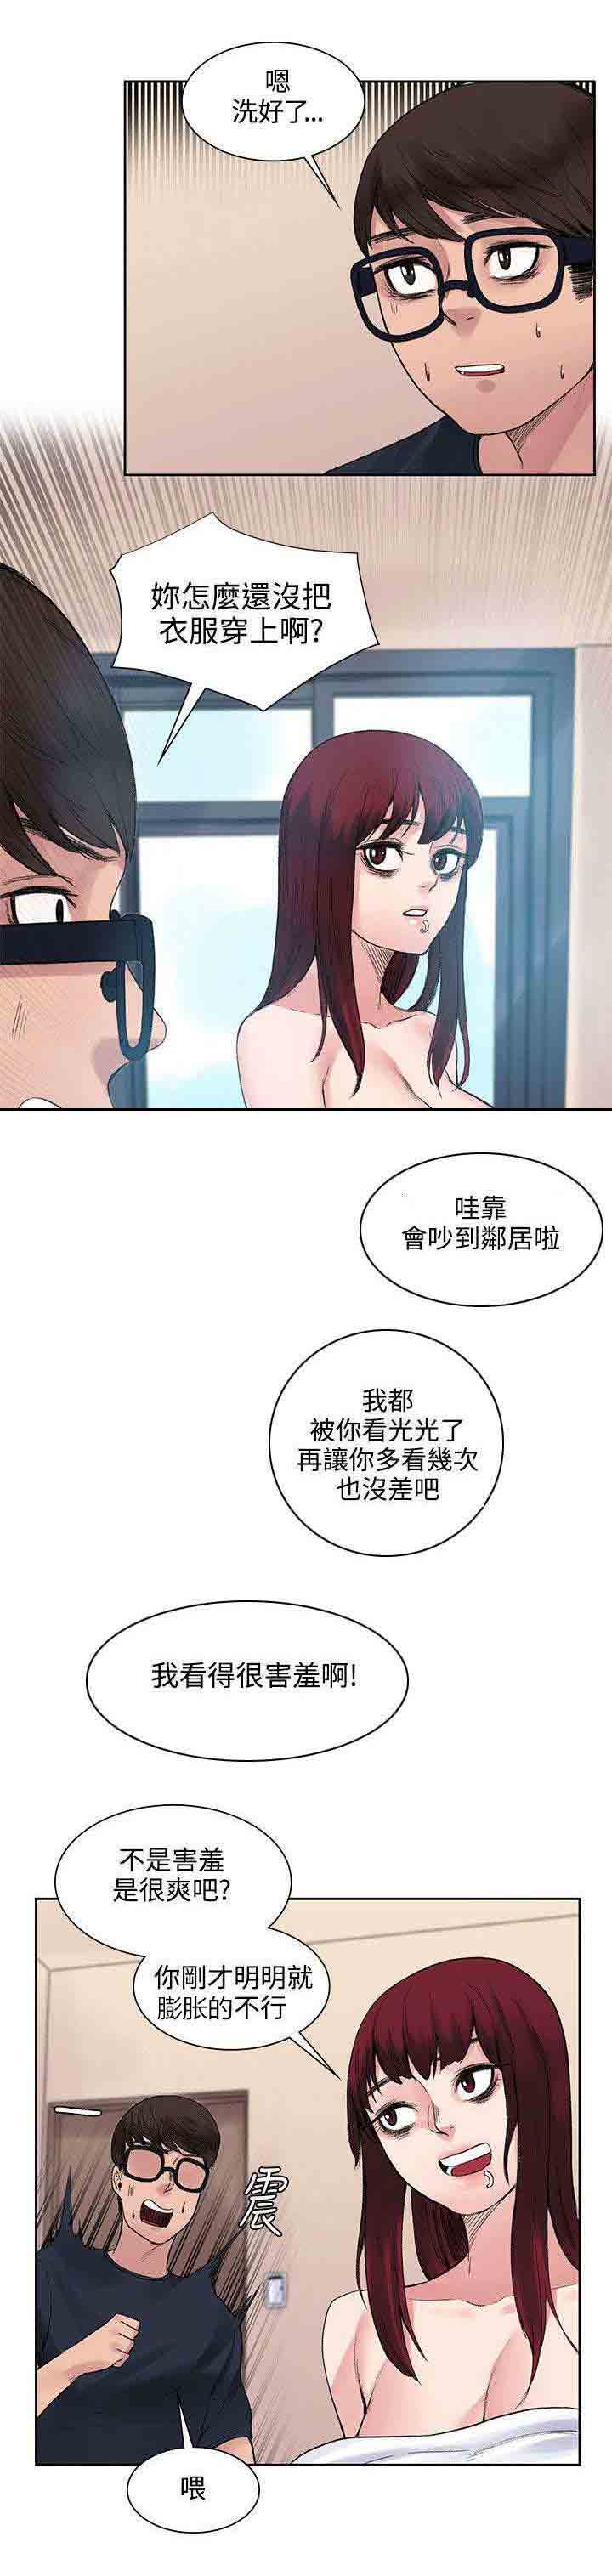 嗯
洗好了...
妳怎麼還沒把
衣服穿上啊?
哇靠
會吵到鄰居啦
我都
被你看光光了
再讓你多看幾次
也沒差吧
我看得很害羞啊!
不是害羞
是很爽吧?
你剛才明明就
膨脹的不行
震
喂